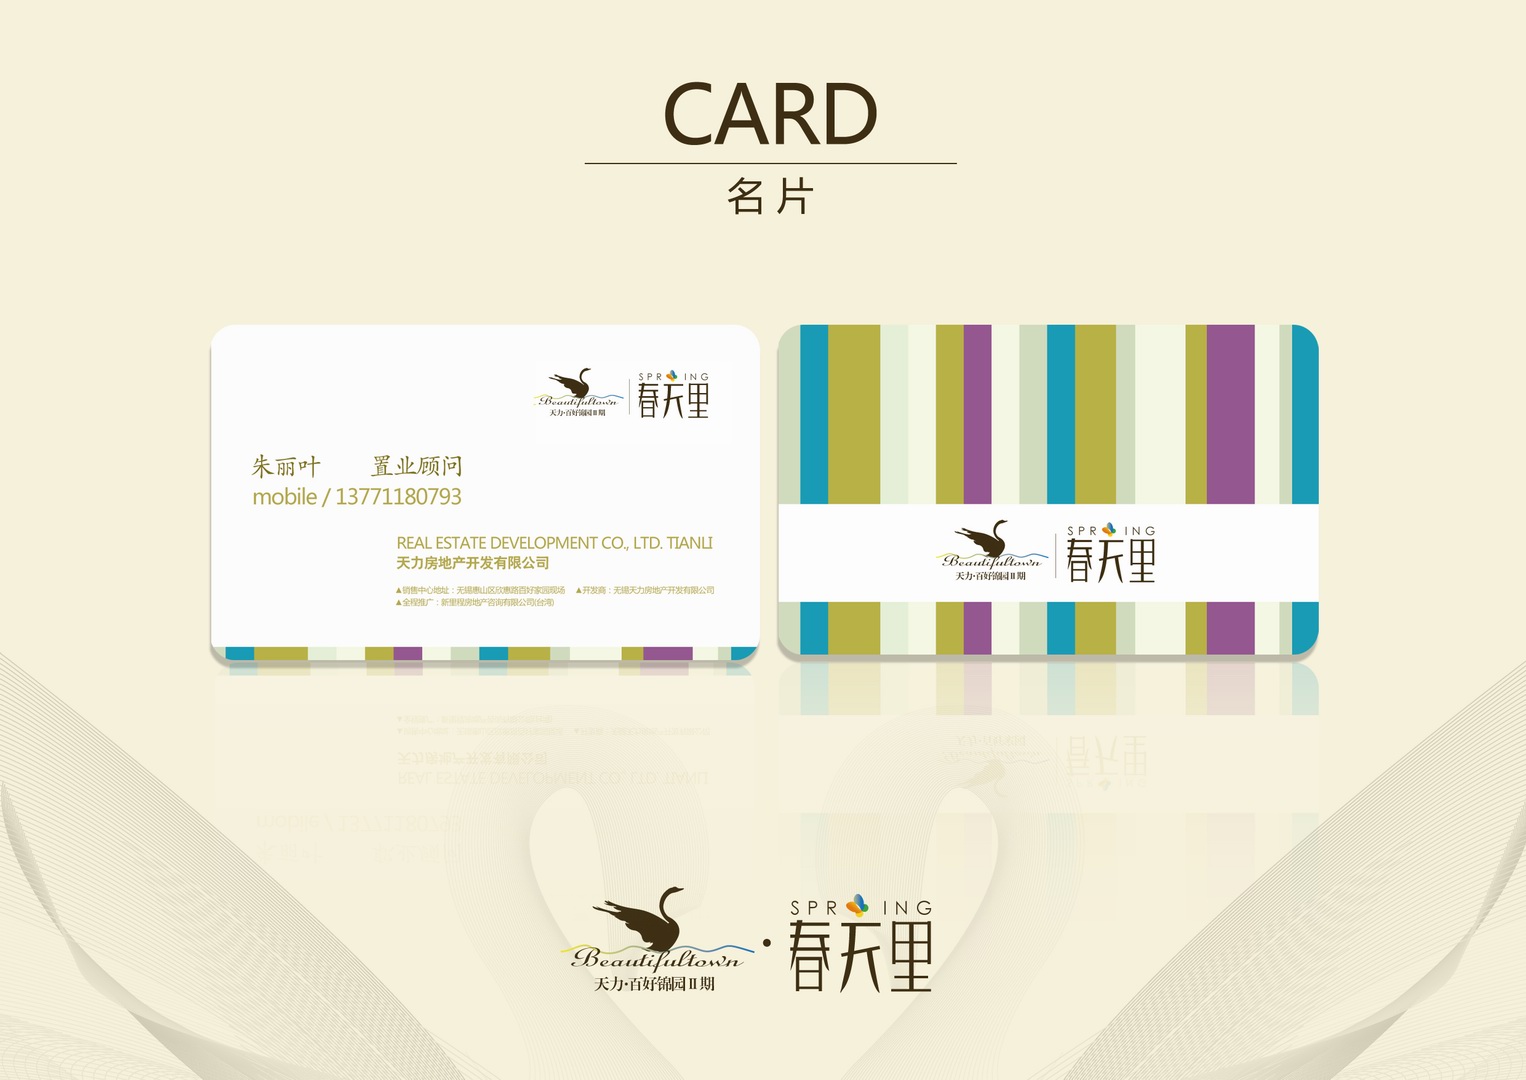 CARD
名片
Beautifultown
天力·百好锦园II期
SPRING
春天里
朱丽叶 置业顾问
mobile / 13771180793
REAL ESTATE DEVELOPMENT CO., LTD. TIANLI
天力房地产开发有限公司
▲销售中心地址：无锡惠山区欣惠路百好家园现场 ▲开发商：无锡天力房地产开发有限公司
▲全程推广：新里程房地产咨询有限公司(台湾)
Beautifultown
天力·百好锦园II期
SPRING
春天里
Beautifultown
天力·百好锦园II期
·
SPRING
春天里